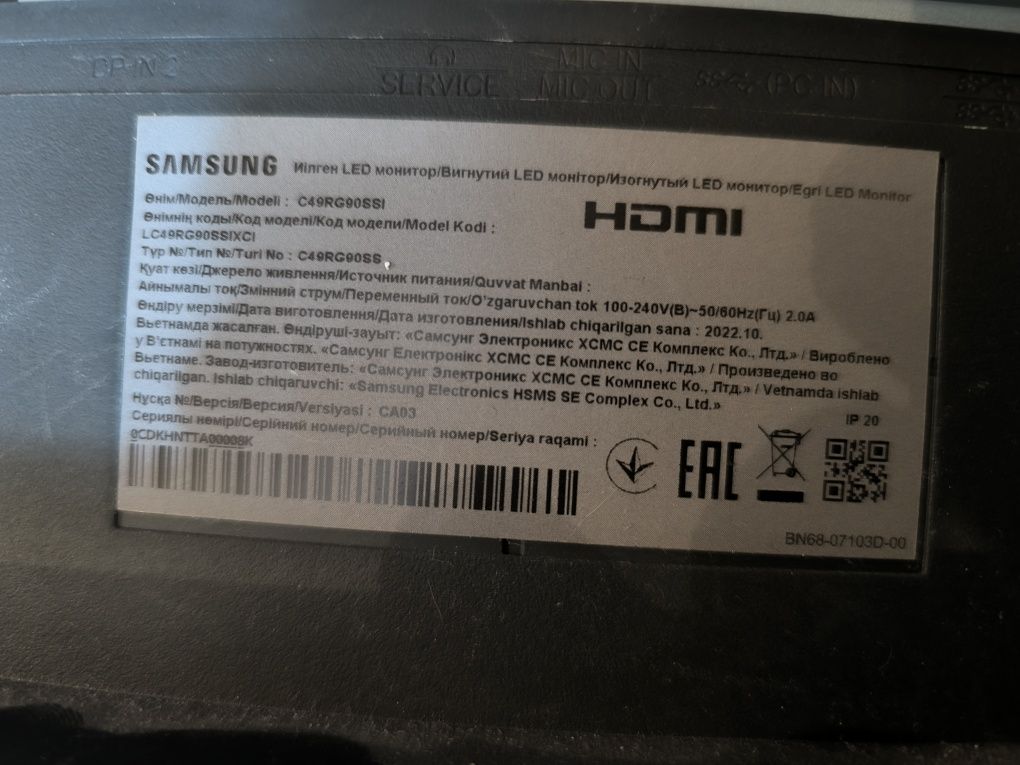 DP-IN 2
SERVICE
MIC IN
MIC OUT
(PC IN)
SAMSUNG Иілген LED монитор/Вигнутий LED монітор/Изогнутый LED монитор/Egri LED Monitor
Өнім/Модель/Modeli : C49RG90SSI
HDMI
Өнімнің коды/Код моделі/Код модели/Model Kodi :
LC49RG90SSIXCI
Түр №/Тип №/Turi No : C49RG90SS
Қуат көзі/Джерело живлення/Источник питания/Quvvat Manbai :
Айнымалы ток/Змінний струм/Переменный ток/O'zgaruvchan tok 100-240V(B)~50/60Hz(Гц) 2.0A
Өндіру мерзімі/Дата виготовлення/Дата изготовления/Ishlab chiqarilgan sana : 2022.10.
Вьетнамда жасалған. Өндіруші-зауыт: «Самсунг Электроникс ХСМС СЕ Комплекс Ко., Лтд.» / Вироблено
у В'єтнамі на потужностях. «Самсунг Електронікс ХСМС СЕ Комплекс Ко., Лтд.» / Произведено во
Вьетнаме. Завод-изготовитель: «Самсунг Электроникс ХСМС СЕ Комплекс Ко., Лтд.» / Vetnamda ishlab
chiqarilgan. Ishlab chiqaruvchi: «Samsung Electronics HSMS SE Complex Co., Ltd.»
Нұсқа №/Версія/Версия/Versiyasi : CA03
IP 20
Сериялы нөмірі/Серійний номер/Серийный номер/Seriya raqami :
0CDKHNTTA00008K
EAC
BN68-07103D-00